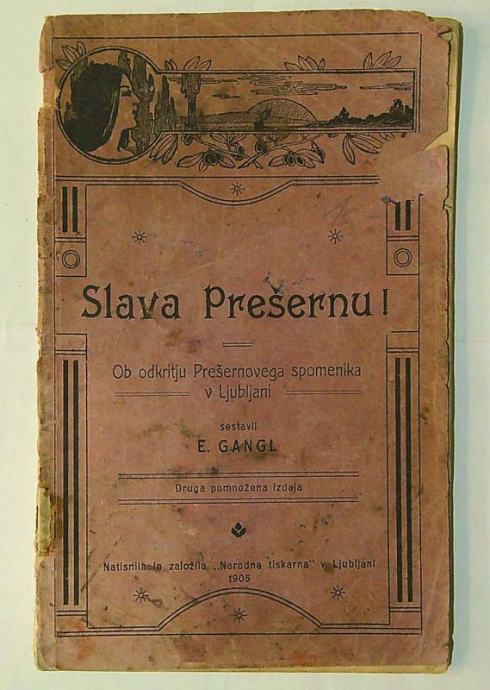 Slava Prešernu!
Ob odkritju Prešernovega spomenika
v Ljubljani
sestavil
E. GANGL
Druga pomnožena izdaja
Natisnila in založila „Narodna tiskarna" v Ljubljani
1905